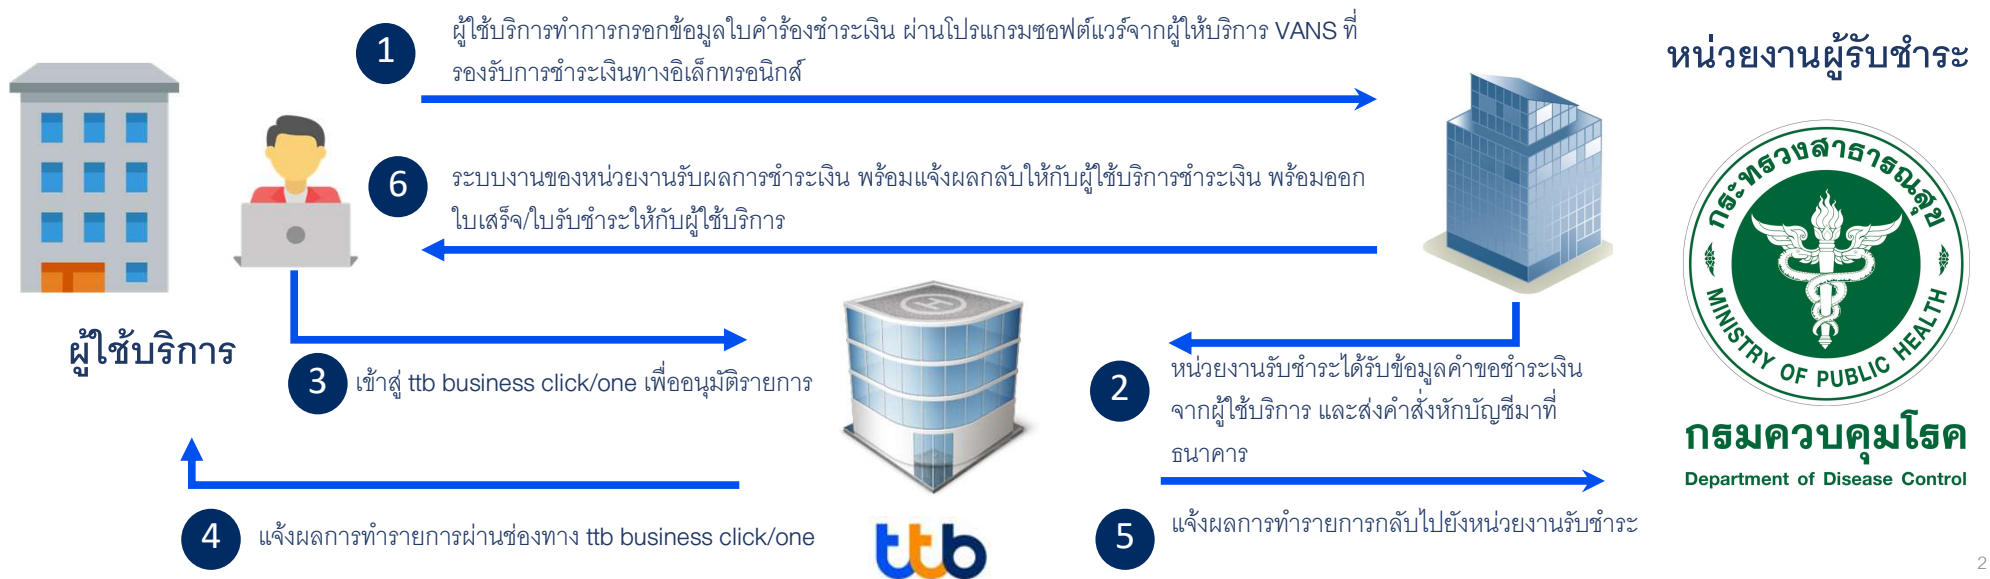 1
ผู้ใช้บริการทำการกรอกข้อมูลใบคำร้องชำระเงิน ผ่านโปรแกรมซอฟต์แวร์จากผู้ให้บริการ VANS ที่
รองรับการชำระเงินทางอิเล็กทรอนิกส์
หน่วยงานผู้รับชำระ
6
ระบบงานของหน่วยงานรับผลการชำระเงิน พร้อมแจ้งผลกลับให้กับผู้ใช้บริการชำระเงิน พร้อมออก
ใบเสร็จ/ใบรับชำระให้กับผู้ใช้บริการ
กระทรวงสาธารณสุข
MINISTRY OF PUBLIC HEALTH
ผู้ใช้บริการ
3
เข้าสู่ ttb business click/one เพื่ออนุมัติรายการ
2
หน่วยงานรับชำระได้รับข้อมูลคำขอชำระเงิน
จากผู้ใช้บริการ และส่งคำสั่งหักบัญชีมาที่
ธนาคาร
กรมควบคุมโรค
Department of Disease Control
4
แจ้งผลการทำรายการผ่านช่องทาง ttb business click/one
ttb
5
แจ้งผลการทำรายการกลับไปยังหน่วยงานรับชำระ
2